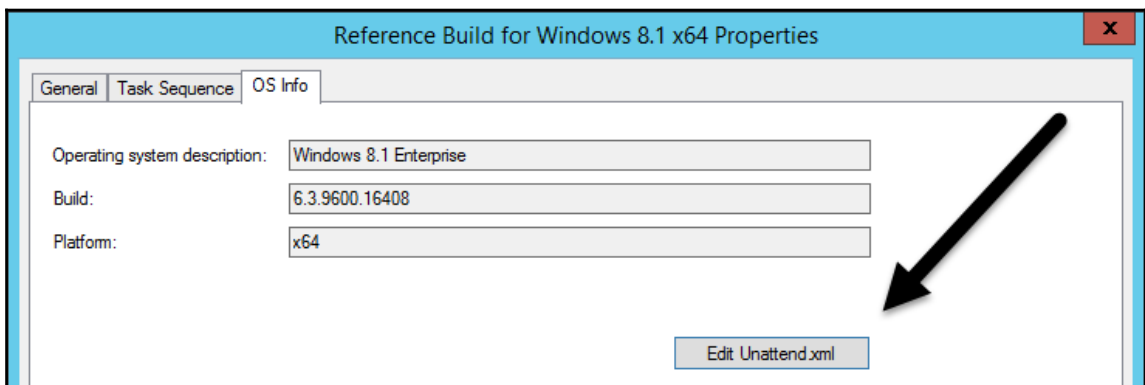 Reference Build for Windows 8.1 x64 Properties
x
General Task Sequence OS Info
Operating system description: Windows 8.1 Enterprise
Build: 6.3.9600.16408
Platform: x64
Edit Unattend.xml